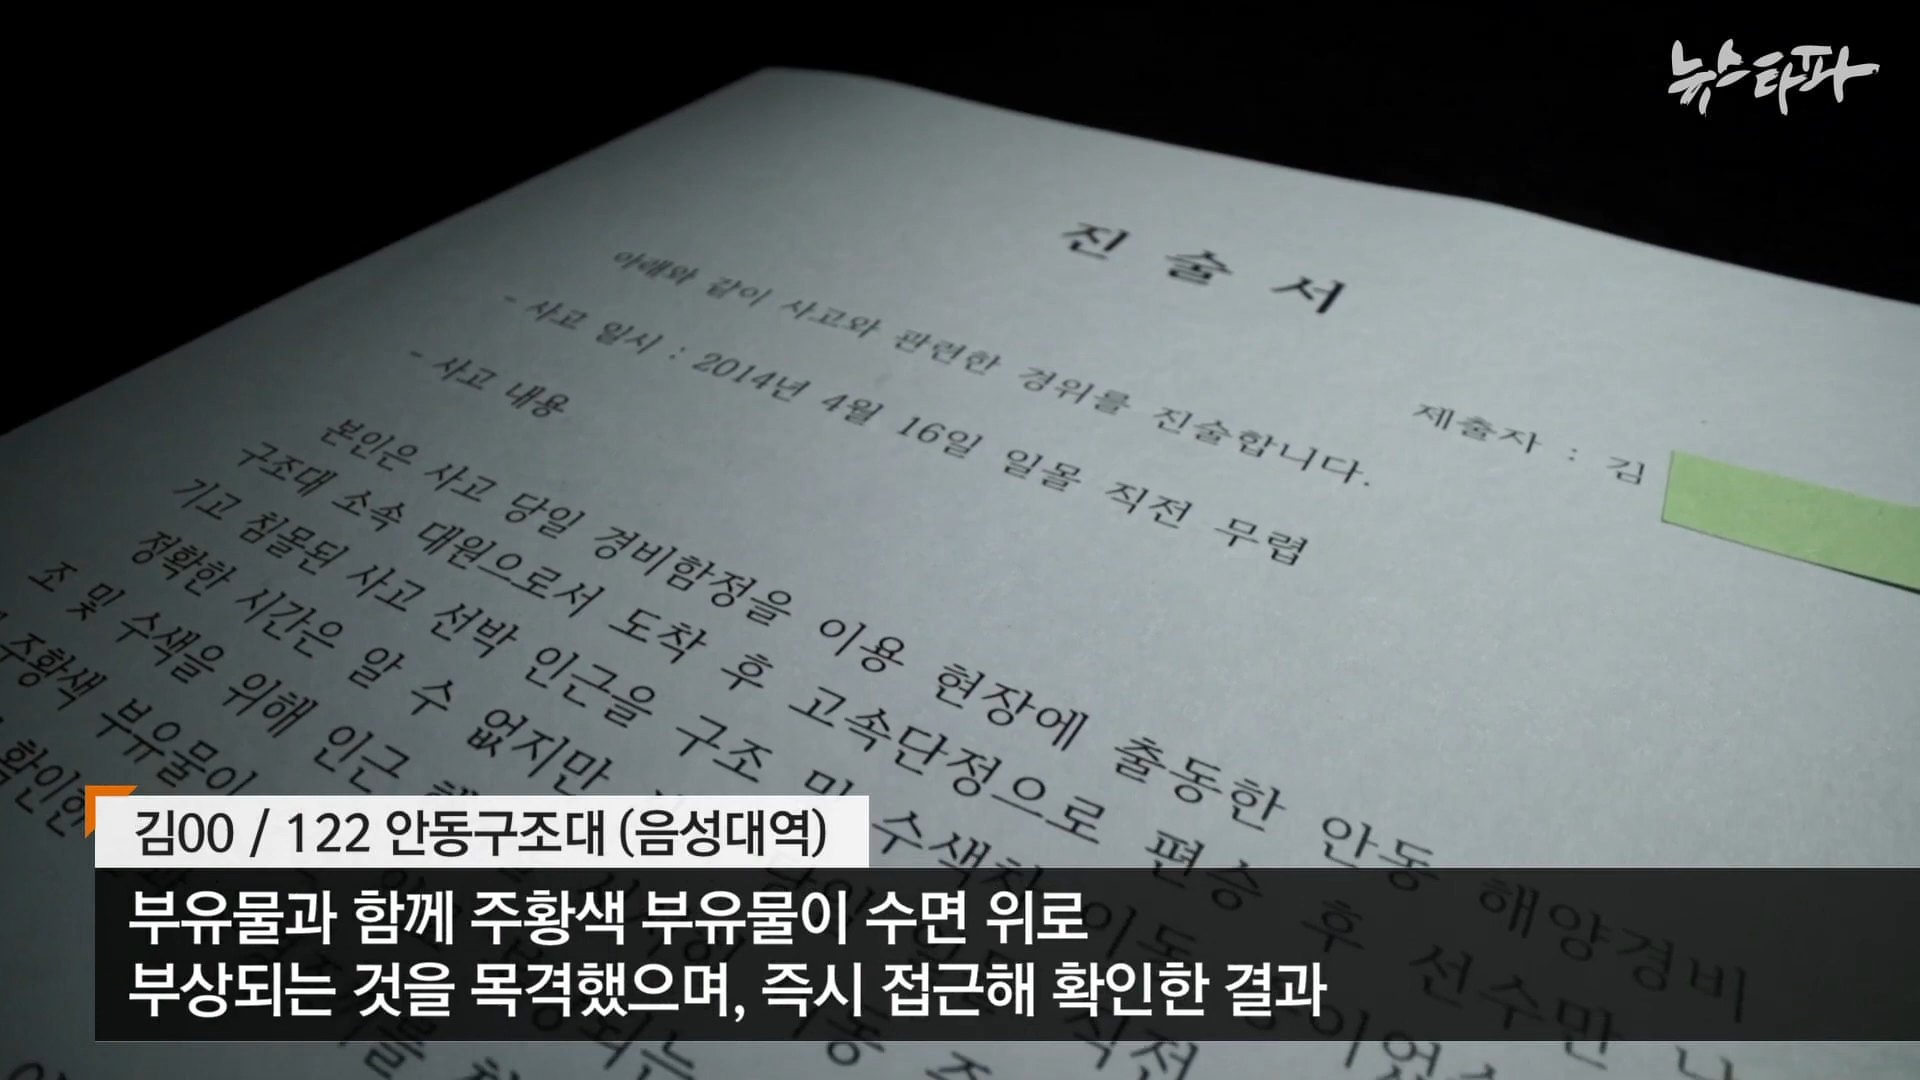 뉴스타파
진 술 서
제출자 : 김
아래와 같이 사고와 관련한 경위를 진술합니다.
- 사고 일시 : 2014년 4월 16일 일몰 직전 무렵
- 사고 내용
본인은 사고 당일 경비함정을 이용 현장에 출동한 안동 해양경비
구조대 소속 대원으로서 도착 후 고속단정으로 편승 후 선수만
기고 침몰된 사고 선박 인근을 구조 및 수색차 이동
정확한 시간은 알 수 없지만
조 및 수색을 위해 인근
주황색 부유물이
확인한
김00 / 122 안동구조대 (음성대역)
부유물과 함께 주황색 부유물이 수면 위로
부상되는 것을 목격했으며, 즉시 접근해 확인한 결과